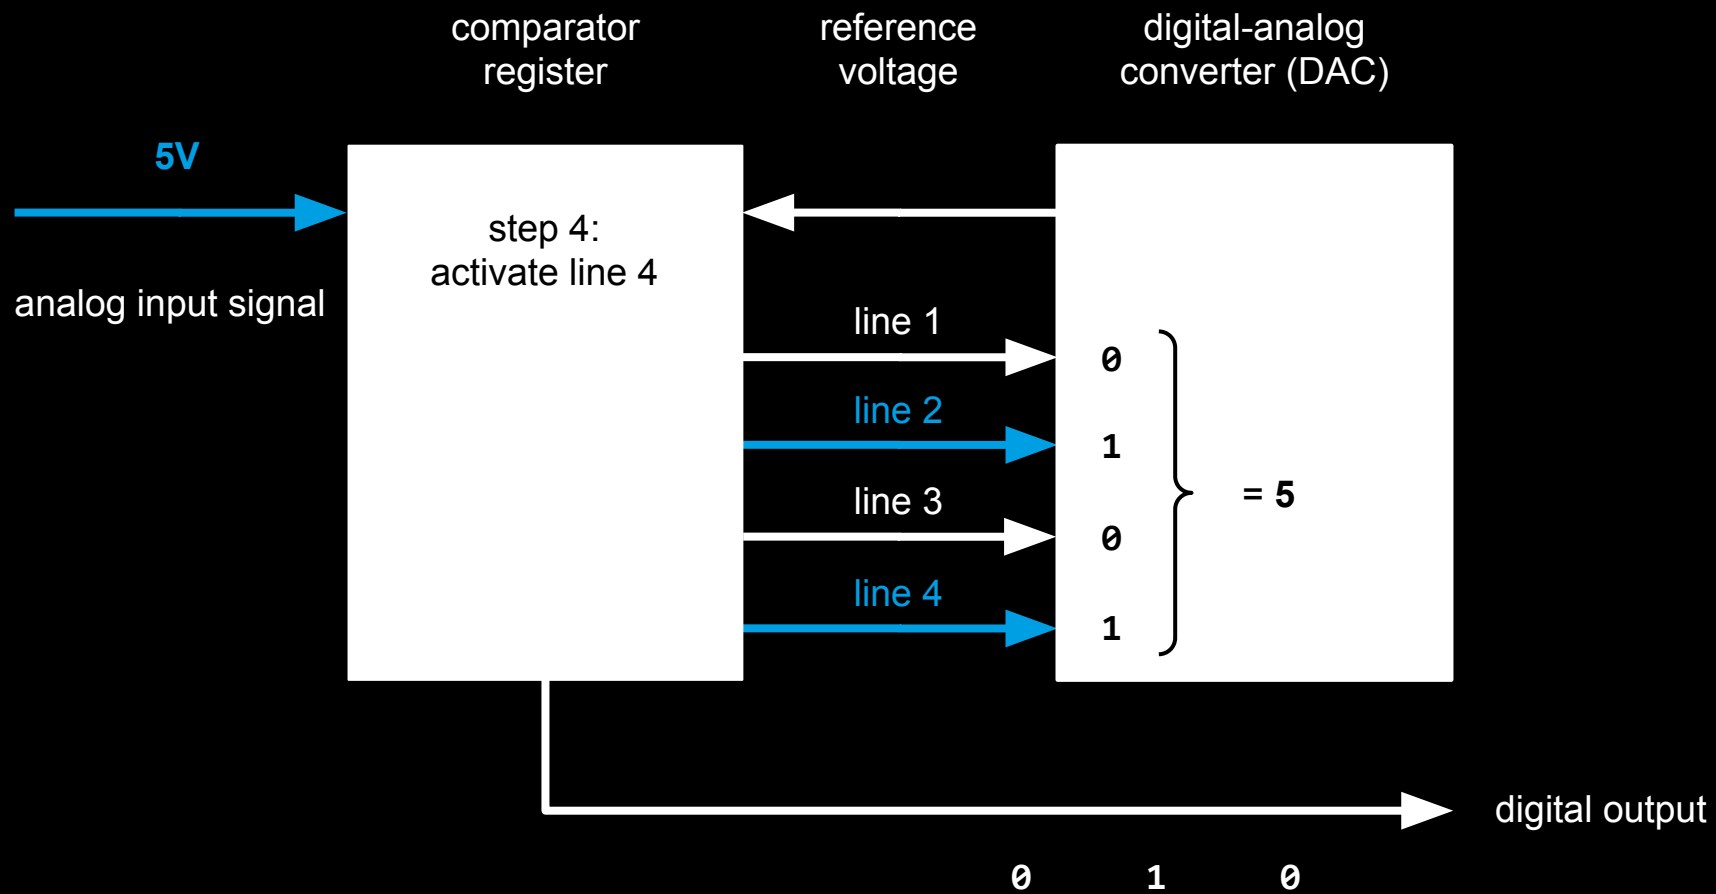 comparator
register
reference
voltage
digital-analog
converter (DAC)
5V
step 4:
activate line 4
analog input signal
line 1
0
line 2
1
= 5
line 3
0
line 4
1
digital output
0 1 0